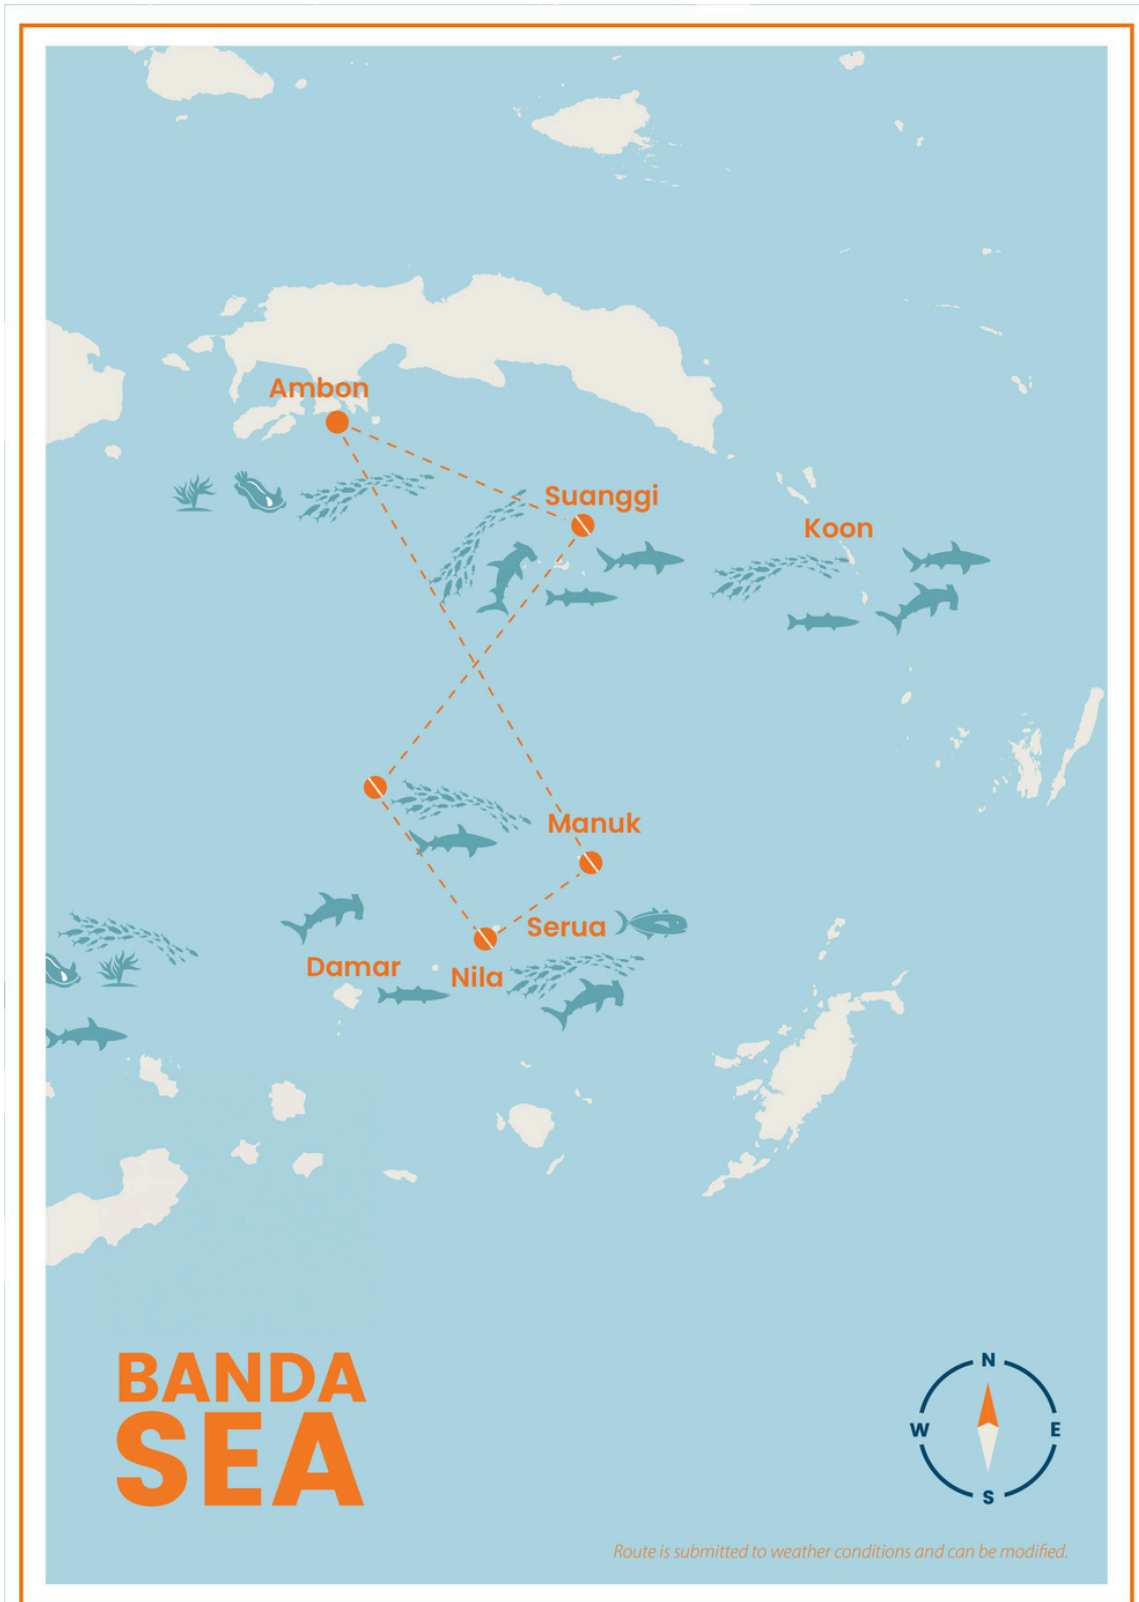 Ambon
Suanggi
Koon
Manuk
Serua
Damar
Nila
BANDA
SEA
N
W
E
S
Route is submitted to weather conditions and can be modified.